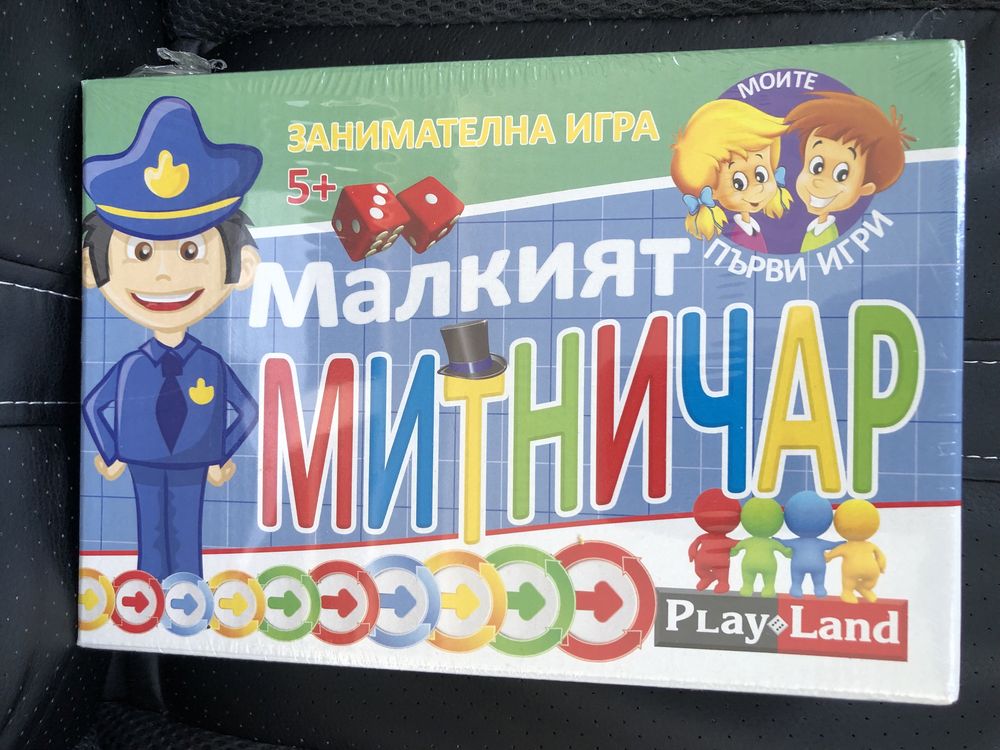 ЗАНИМАТЕЛНА ИГРА
5+
МОИТЕ
ПЪРВИ ИГРИ
Малкият
МИТНИЧАР
PLay Land